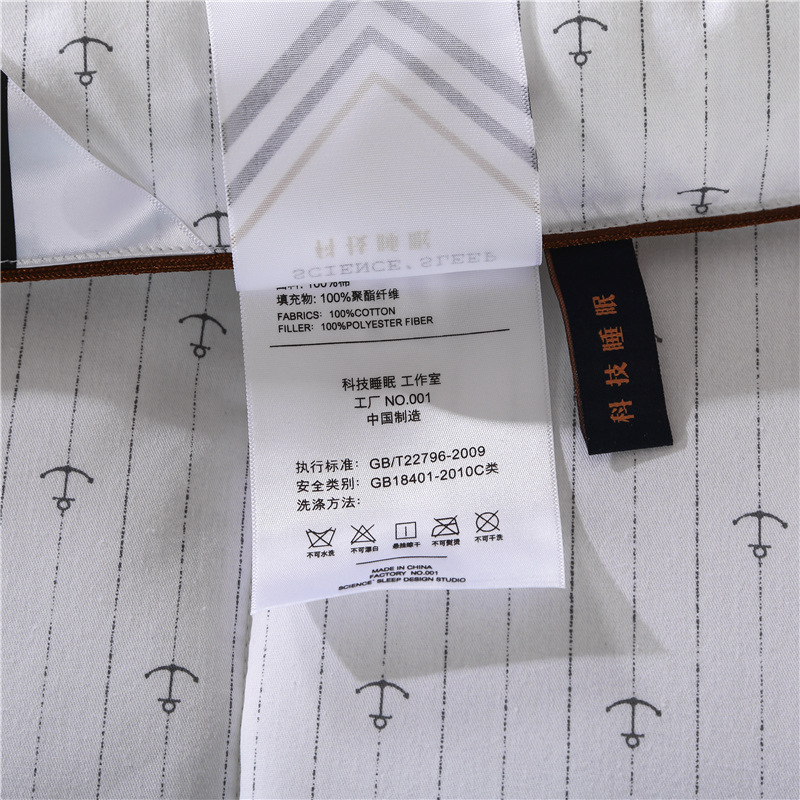 科技睡眠
SCIENCE, SLEEP
面料: 100%棉
填充物: 100%聚酯纤维
FABRICS: 100%COTTON
FILLER: 100%POLYESTER FIBER
科技睡眠 工作室
工厂 NO.001
中国制造
执行标准: GB/T22796-2009
安全类别: GB18401-2010C类
洗涤方法:
不可水洗 不可漂白 悬挂晾干 不可熨烫 不可干洗
MADE IN CHINA
FACTORY NO.001
SCIENCE' SLEEP DESIGN STUDIO
科技睡眠